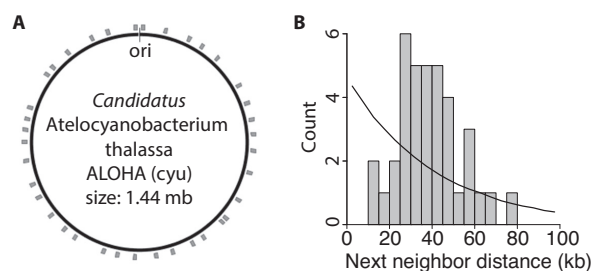 A
ori
Candidatus
Atelocyanobacterium
thalassa
ALOHA (cyu)
size: 1.44 mb
B
Count
6
4
2
0
0 20 40 60 80 100
Next neighbor distance (kb)